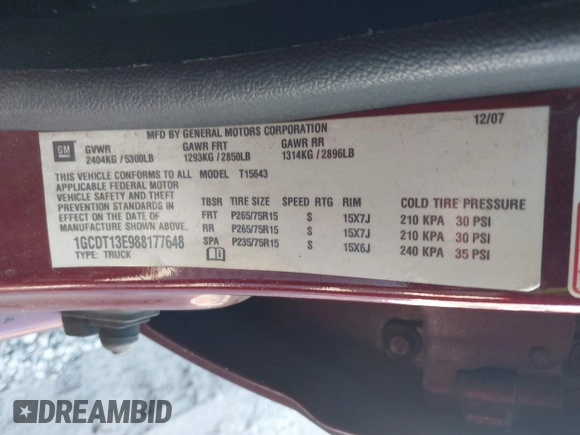 MFD BY GENERAL MOTORS CORPORATION 12/07
GM GVWR GAWR FRT GAWR RR
2404KG / 5300LB 1293KG / 2850LB 1314KG / 2896LB
THIS VEHICLE CONFORMS TO ALL MODEL T15643
APPLICABLE FEDERAL MOTOR
VEHICLE SAFETY AND THEFT
PREVENTION STANDARDS IN
EFFECT ON THE DATE OF
MANUFACTURE SHOWN ABOVE.
1GCDT13E988177648
TYPE: TRUCK
TBSR TIRE SIZE SPEED RTG RIM COLD TIRE PRESSURE
FRT P265/75R15 S 15X7J 210 KPA 30 PSI
RR P265/75R15 S 15X7J 210 KPA 30 PSI
SPA P235/75R15 S 15X6J 240 KPA 35 PSI
DREAMBID